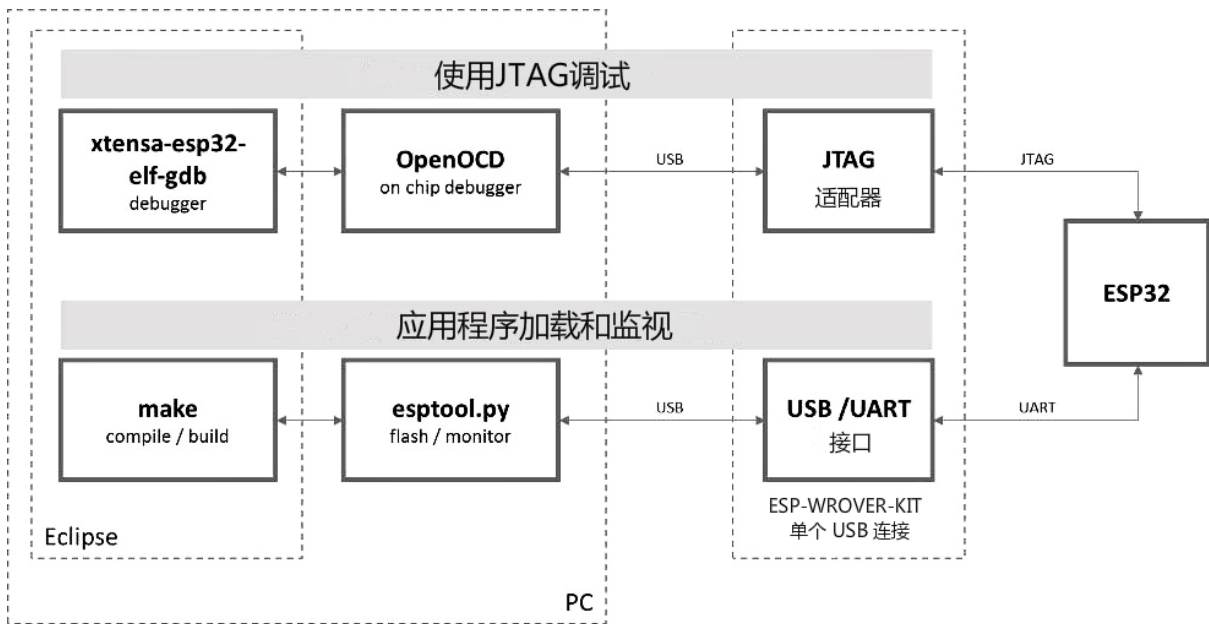 使用JTAG调试
xtensa-esp32-
elf-gdb
debugger
OpenOCD
on chip debugger
USB
JTAG
适配器
JTAG
ESP32
应用程序加载和监视
make
compile / build
esptool.py
flash / monitor
USB
USB /UART
接口
UART
ESP-WROVER-KIT
单个 USB 连接
Eclipse
PC